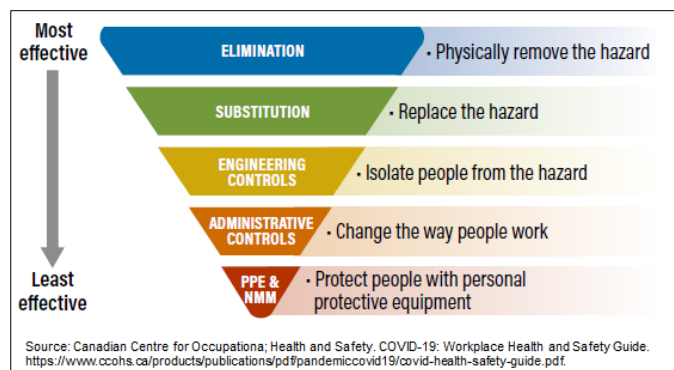 Most
effective
ELIMINATION
· Physically remove the hazard
SUBSTITUTION
· Replace the hazard
ENGINEERING
CONTROLS
· Isolate people from the hazard
ADMINISTRATIVE
CONTROLS
· Change the way people work
Least
effective
PPE &
NMM
· Protect people with personal
protective equipment
Source: Canadian Centre for Occupationa; Health and Safety. COVID-19: Workplace Health and Safety Guide.
https://www.ccohs.ca/products/publications/pdf/pandemiccovid19/covid-health-safety-guide.pdf.